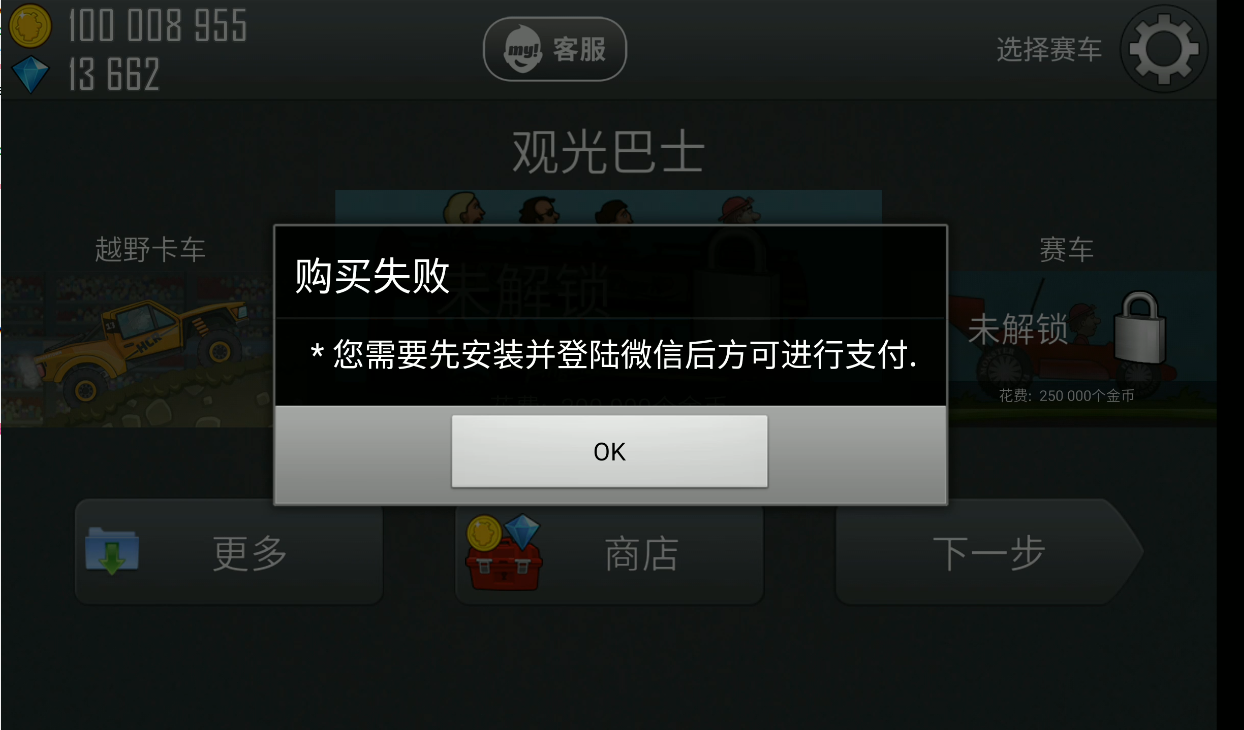 100 008 955
13 662
my! 客服
选择赛车
观光巴士
越野卡车
赛车
购买失败
未解锁
未解锁
* 您需要先安装并登陆微信后方可进行支付.
HLK
花费: 250 000个金币
OK
更多
商店
下一步